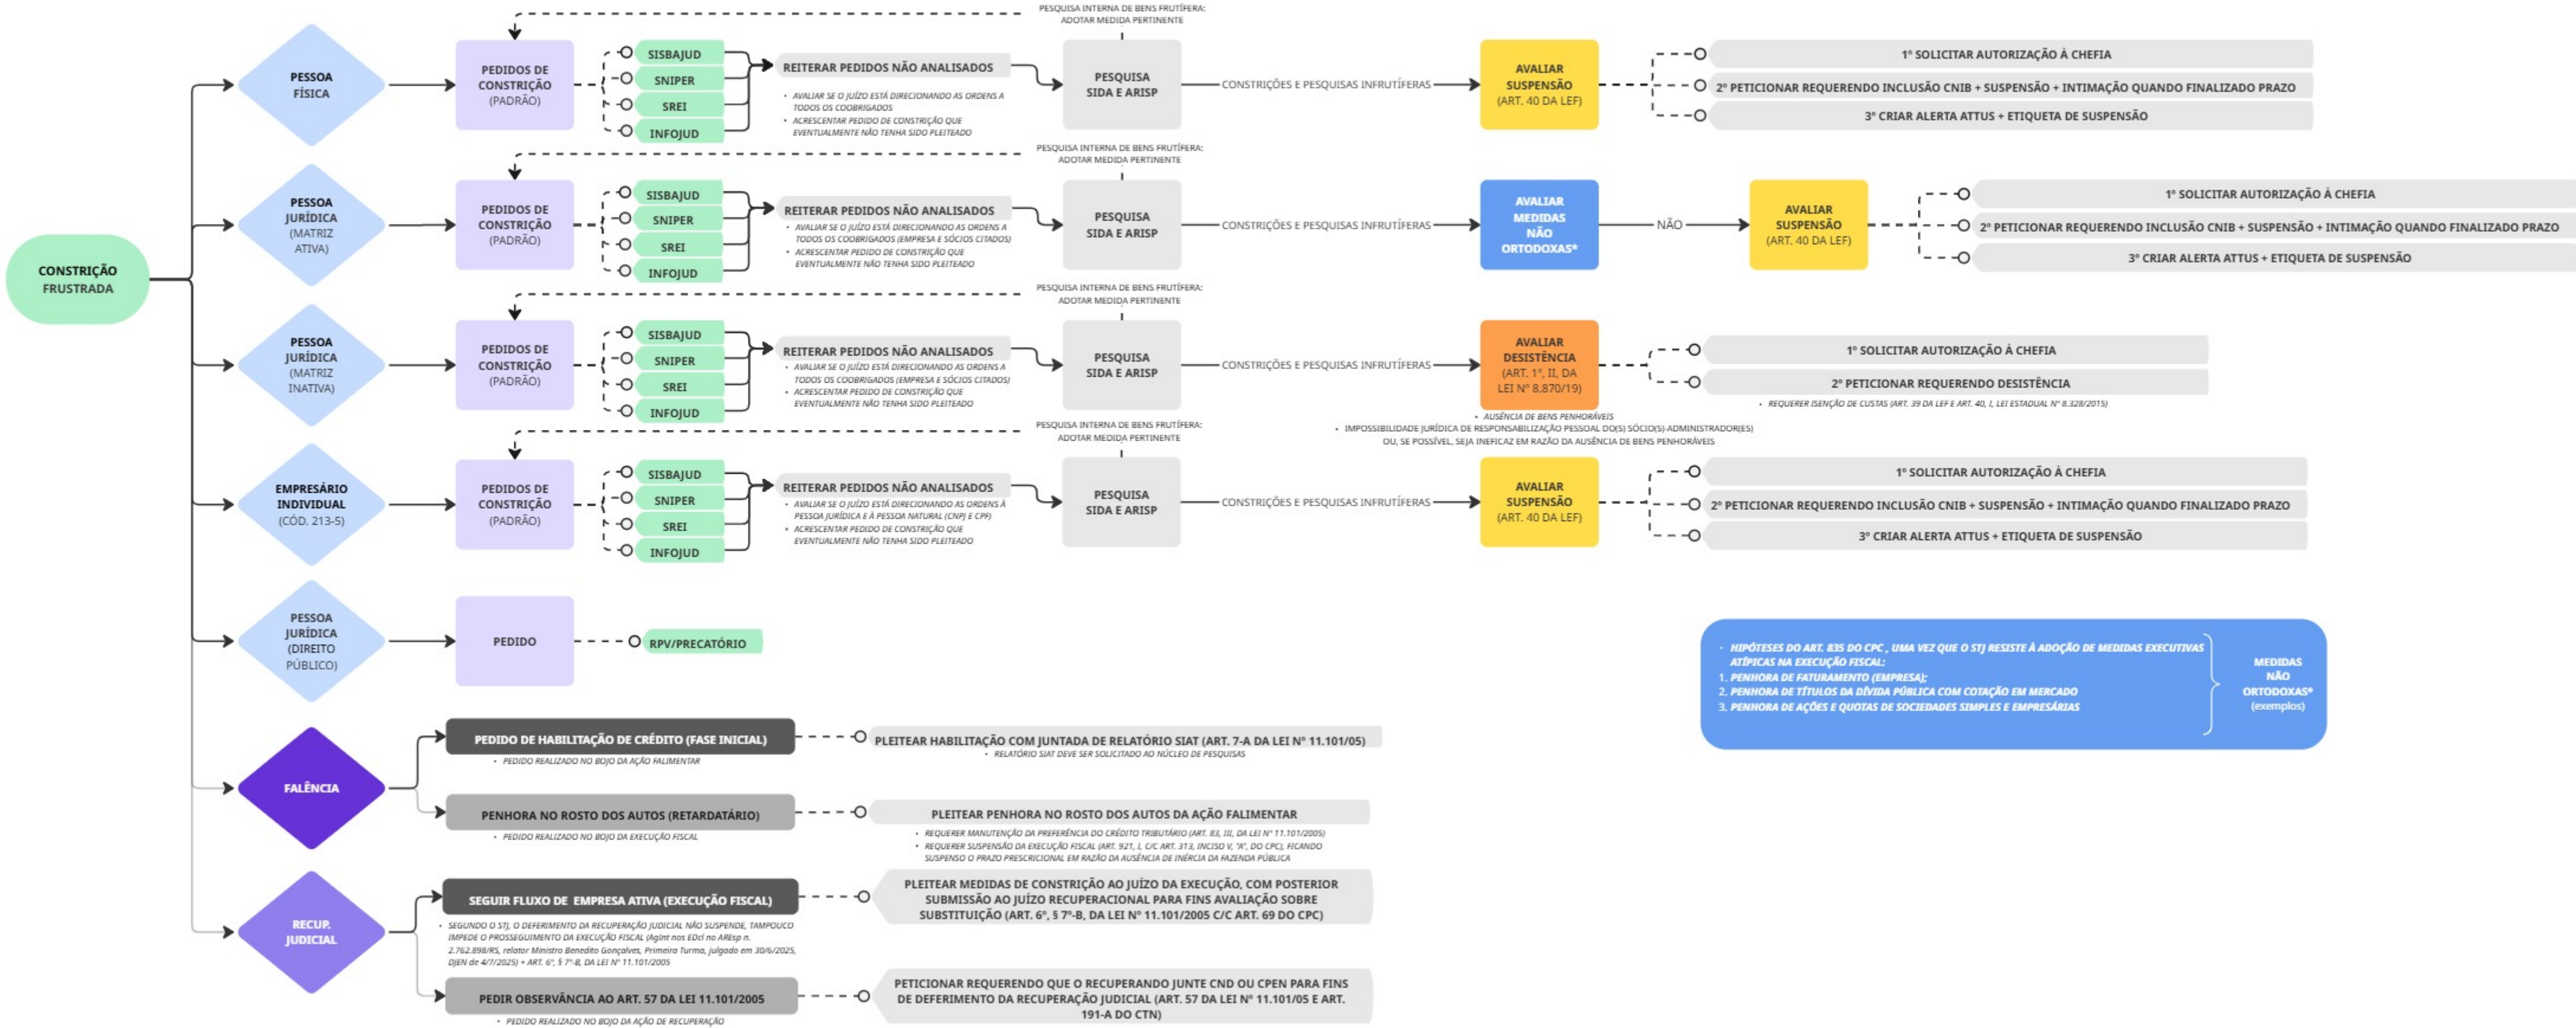 CONSTRIÇÃO
FRUSTRADA
PESSOA
FÍSICA
PEDIDOS DE
CONSTRIÇÃO
(PADRÃO)
SISBAJUD
SNIPER
SREI
INFOJUD
REITERAR PEDIDOS NÃO ANALISADOS
• AVALIAR SE O JUÍZO ESTÁ DIRECIONANDO AS ORDENS A
TODOS OS COOBRIGADOS
• ACRESCENTAR PEDIDO DE CONSTRIÇÃO QUE
EVENTUALMENTE NÃO TENHA SIDO PLEITEADO
PESQUISA INTERNA DE BENS FRUTÍFERA:
ADOTAR MEDIDA PERTINENTE
PESQUISA
SIDA E ARISP
CONSTRIÇÕES E PESQUISAS INFRUTÍFERAS
AVALIAR
SUSPENSÃO
(ART. 40 DA LEF)
1º SOLICITAR AUTORIZAÇÃO À CHEFIA
2º PETICIONAR REQUERENDO INCLUSÃO CNIB + SUSPENSÃO + INTIMAÇÃO QUANDO FINALIZADO PRAZO
3º CRIAR ALERTA ATTUS + ETIQUETA DE SUSPENSÃO
PESSOA
JURÍDICA
(MATRIZ
ATIVA)
PEDIDOS DE
CONSTRIÇÃO
(PADRÃO)
SISBAJUD
SNIPER
SREI
INFOJUD
REITERAR PEDIDOS NÃO ANALISADOS
• AVALIAR SE O JUÍZO ESTÁ DIRECIONANDO AS ORDENS A
TODOS OS COOBRIGADOS (EMPRESA E SÓCIOS CITADOS)
• ACRESCENTAR PEDIDO DE CONSTRIÇÃO QUE
EVENTUALMENTE NÃO TENHA SIDO PLEITEADO
PESQUISA INTERNA DE BENS FRUTÍFERA:
ADOTAR MEDIDA PERTINENTE
PESQUISA
SIDA E ARISP
CONSTRIÇÕES E PESQUISAS INFRUTÍFERAS
AVALIAR
MEDIDAS
NÃO
ORTODOXAS*
NÃO
AVALIAR
SUSPENSÃO
(ART. 40 DA LEF)
1º SOLICITAR AUTORIZAÇÃO À CHEFIA
2º PETICIONAR REQUERENDO INCLUSÃO CNIB + SUSPENSÃO + INTIMAÇÃO QUANDO FINALIZADO PRAZO
3º CRIAR ALERTA ATTUS + ETIQUETA DE SUSPENSÃO
PESSOA
JURÍDICA
(MATRIZ
INATIVA)
PEDIDOS DE
CONSTRIÇÃO
(PADRÃO)
SISBAJUD
SNIPER
SREI
INFOJUD
REITERAR PEDIDOS NÃO ANALISADOS
• AVALIAR SE O JUÍZO ESTÁ DIRECIONANDO AS ORDENS A
TODOS OS COOBRIGADOS (EMPRESA E SÓCIOS CITADOS)
• ACRESCENTAR PEDIDO DE CONSTRIÇÃO QUE
EVENTUALMENTE NÃO TENHA SIDO PLEITEADO
PESQUISA INTERNA DE BENS FRUTÍFERA:
ADOTAR MEDIDA PERTINENTE
PESQUISA
SIDA E ARISP
CONSTRIÇÕES E PESQUISAS INFRUTÍFERAS
AVALIAR
DESISTÊNCIA
(ART. 1º, II, DA
LEI Nº 8.870/19)
• AUSÊNCIA DE BENS PENHORÁVEIS
• IMPOSSIBILIDADE JURÍDICA DE RESPONSABILIZAÇÃO PESSOAL DO(S) SÓCIO(S)-ADMINISTRADOR(ES)
OU, SE POSSÍVEL, SEJA INEFICAZ EM RAZÃO DA AUSÊNCIA DE BENS PENHORÁVEIS
1º SOLICITAR AUTORIZAÇÃO À CHEFIA
2º PETICIONAR REQUERENDO DESISTÊNCIA
• REQUERER ISENÇÃO DE CUSTAS (ART. 39 DA LEF E ART. 40, I, LEI ESTADUAL Nº 8.328/2015)
EMPRESÁRIO
INDIVIDUAL
(CÓD. 213-5)
PEDIDOS DE
CONSTRIÇÃO
(PADRÃO)
SISBAJUD
SNIPER
SREI
INFOJUD
REITERAR PEDIDOS NÃO ANALISADOS
• AVALIAR SE O JUÍZO ESTÁ DIRECIONANDO AS ORDENS À
PESSOA JURÍDICA E À PESSOA NATURAL (CNPJ E CPF)
• ACRESCENTAR PEDIDO DE CONSTRIÇÃO QUE
EVENTUALMENTE NÃO TENHA SIDO PLEITEADO
PESQUISA INTERNA DE BENS FRUTÍFERA:
ADOTAR MEDIDA PERTINENTE
PESQUISA
SIDA E ARISP
CONSTRIÇÕES E PESQUISAS INFRUTÍFERAS
AVALIAR
SUSPENSÃO
(ART. 40 DA LEF)
1º SOLICITAR AUTORIZAÇÃO À CHEFIA
2º PETICIONAR REQUERENDO INCLUSÃO CNIB + SUSPENSÃO + INTIMAÇÃO QUANDO FINALIZADO PRAZO
3º CRIAR ALERTA ATTUS + ETIQUETA DE SUSPENSÃO
PESSOA
JURÍDICA
(DIREITO
PÚBLICO)
PEDIDO
RPV/PRECATÓRIO
• HIPÓTESES DO ART. 835 DO CPC , UMA VEZ QUE O STJ RESISTE À ADOÇÃO DE MEDIDAS EXECUTIVAS
ATÍPICAS NA EXECUÇÃO FISCAL:
1. PENHORA DE FATURAMENTO (EMPRESA);
2. PENHORA DE TÍTULOS DA DÍVIDA PÚBLICA COM COTAÇÃO EM MERCADO
3. PENHORA DE AÇÕES E QUOTAS DE SOCIEDADES SIMPLES E EMPRESÁRIAS
MEDIDAS
NÃO
ORTODOXAS*
(exemplos)
FALÊNCIA
PEDIDO DE HABILITAÇÃO DE CRÉDITO (FASE INICIAL)
• PEDIDO REALIZADO NO BOJO DA AÇÃO FALIMENTAR
PLEITEAR HABILITAÇÃO COM JUNTADA DE RELATÓRIO SIAT (ART. 7-A DA LEI Nº 11.101/05)
• RELATÓRIO SIAT DEVE SER SOLICITADO AO NÚCLEO DE PESQUISAS
PENHORA NO ROSTO DOS AUTOS (RETARDATÁRIO)
• PEDIDO REALIZADO NO BOJO DA EXECUÇÃO FISCAL
PLEITEAR PENHORA NO ROSTO DOS AUTOS DA AÇÃO FALIMENTAR
• REQUERER MANUTENÇÃO DA PREFERÊNCIA DO CRÉDITO TRIBUTÁRIO (ART. 83, III, DA LEI Nº 11.101/2005)
• REQUERER SUSPENSÃO DA EXECUÇÃO FISCAL (ART. 921, I, C/C ART. 313, INCISO V, "A", DO CPC), FICANDO
SUSPENSO O PRAZO PRESCRICIONAL EM RAZÃO DA AUSÊNCIA DE INÉRCIA DA FAZENDA PÚBLICA
RECUP.
JUDICIAL
SEGUIR FLUXO DE EMPRESA ATIVA (EXECUÇÃO FISCAL)
• SEGUNDO O STJ, O DEFERIMENTO DA RECUPERAÇÃO JUDICIAL NÃO SUSPENDE, TAMPOUCO
IMPEDE O PROSSEGUIMENTO DA EXECUÇÃO FISCAL (AgInt nos EDcl no AREsp n.
2.762.898/RS, relator Ministro Benedito Gonçalves, Primeira Turma, julgado em 30/6/2025,
DJEN de 4/7/2025) + ART. 6º, § 7º-B, DA LEI Nº 11.101/2005
PLEITEAR MEDIDAS DE CONSTRIÇÃO AO JUÍZO DA EXECUÇÃO, COM POSTERIOR
SUBMISSÃO AO JUÍZO RECUPERACIONAL PARA FINS AVALIAÇÃO SOBRE
SUBSTITUIÇÃO (ART. 6º, § 7º-B, DA LEI Nº 11.101/2005 C/C ART. 69 DO CPC)
PEDIR OBSERVÂNCIA AO ART. 57 DA LEI 11.101/2005
• PEDIDO REALIZADO NO BOJO DA AÇÃO DE RECUPERAÇÃO
PETICIONAR REQUERENDO QUE O RECUPERANDO JUNTE CND OU CPEN PARA FINS
DE DEFERIMENTO DA RECUPERAÇÃO JUDICIAL (ART. 57 DA LEI Nº 11.101/05 E ART.
191-A DO CTN)